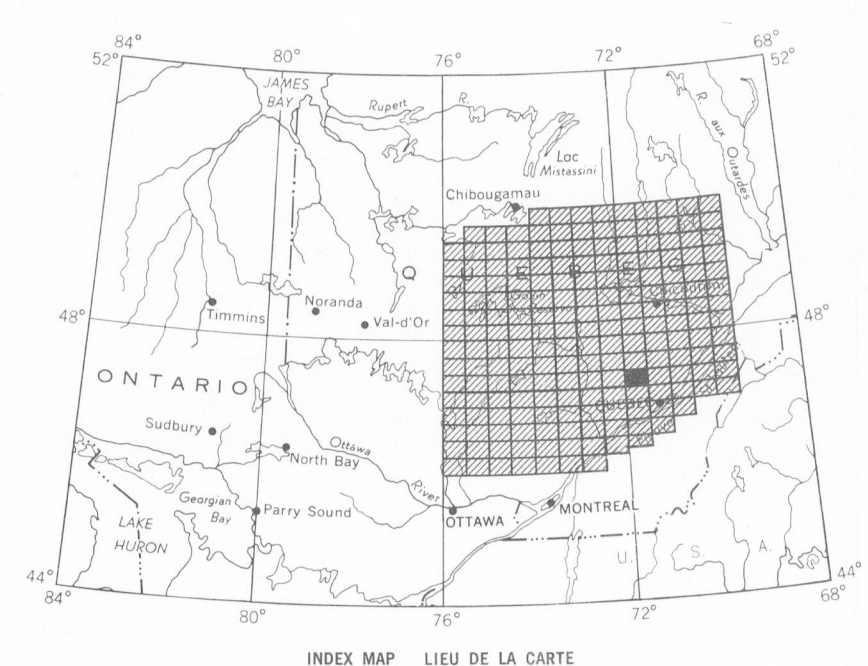 84°
80°
76°
72°
68°
52°
52°
JAMES
BAY
Rupert R.
R. aux Outardes
Lac
Mistassini
Chibougamau
QUEBEC
Chicoutimi
Timmins
Noranda
Val-d'Or
48°
48°
ONTARIO
QUEBEC
Sudbury
North Bay
Ottawa River
Georgian
Bay
Parry Sound
OTTAWA
MONTREAL
LAKE
HURON
U. S. A.
44°
44°
84°
80°
76°
72°
68°
INDEX MAP LIEU DE LA CARTE